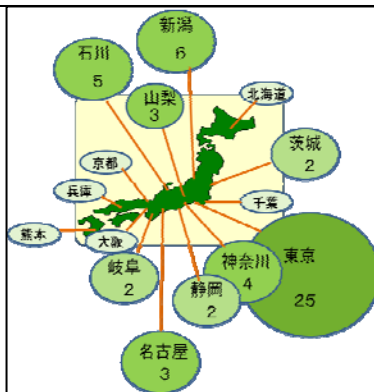 新潟
6
石川
5
山梨
3
北海道
茨城
2
京都
兵庫
千葉
熊本
大阪
岐阜
2
神奈川
4
東京
25
静岡
2
名古屋
3